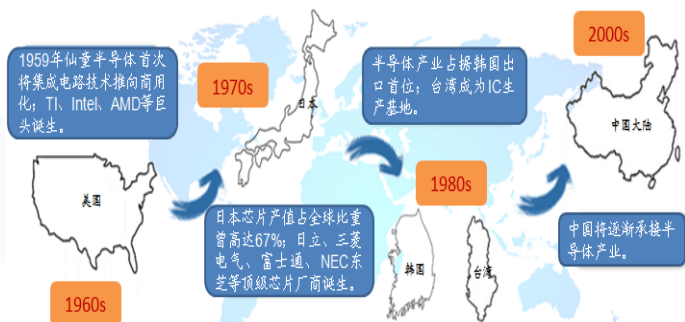 1959年仙童半导体首次
将集成电路技术推向商用
化；TI、Intel、AMD等巨
头诞生。
美国
1960s
1970s
日本
日本芯片产值占全球比重
曾高达67%；日立、三菱
电气、富士通、NEC东
芝等顶级芯片厂商诞生。
半导体产业占据韩国出
口首位；台湾成为IC生
产基地。
1980s
韩国
台湾
2000s
中国大陆
中国将逐渐承接半
导体产业。